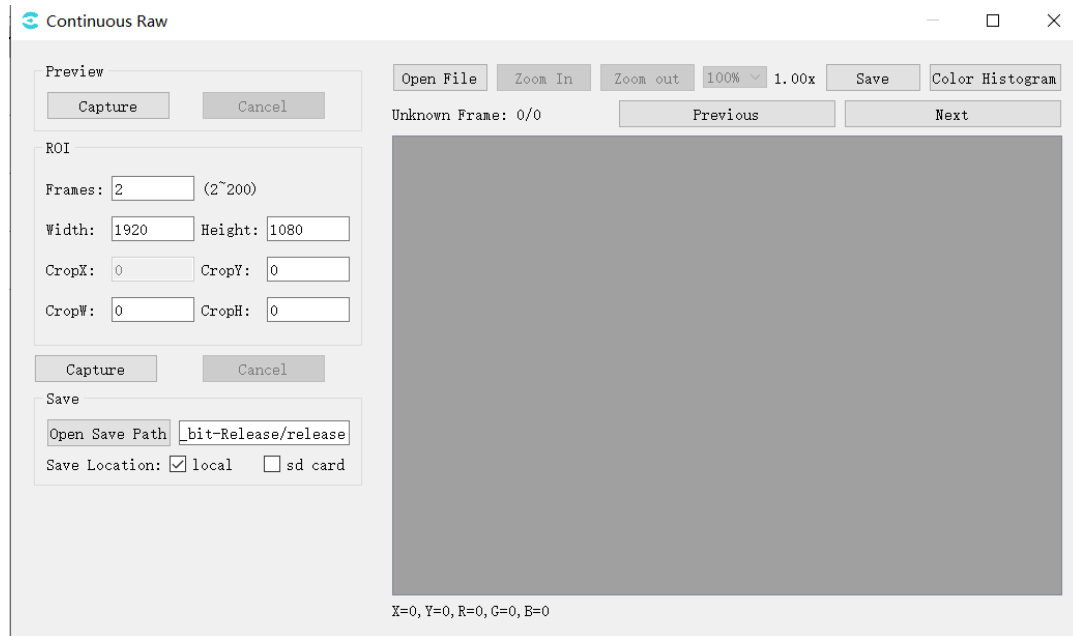 Continuous Raw
Preview
Capture Cancel
ROI
Frames: 2 (2~200)
Width: 1920 Height: 1080
CropX: 0 CropY: 0
CropW: 0 CropH: 0
Capture Cancel
Save
Open Save Path _bit-Release/release
Save Location: local sd card
Open File Zoom In Zoom out 100% 1.00x Save Color Histogram
Unknown Frame: 0/0 Previous Next
X=0,Y=0,R=0,G=0,B=0